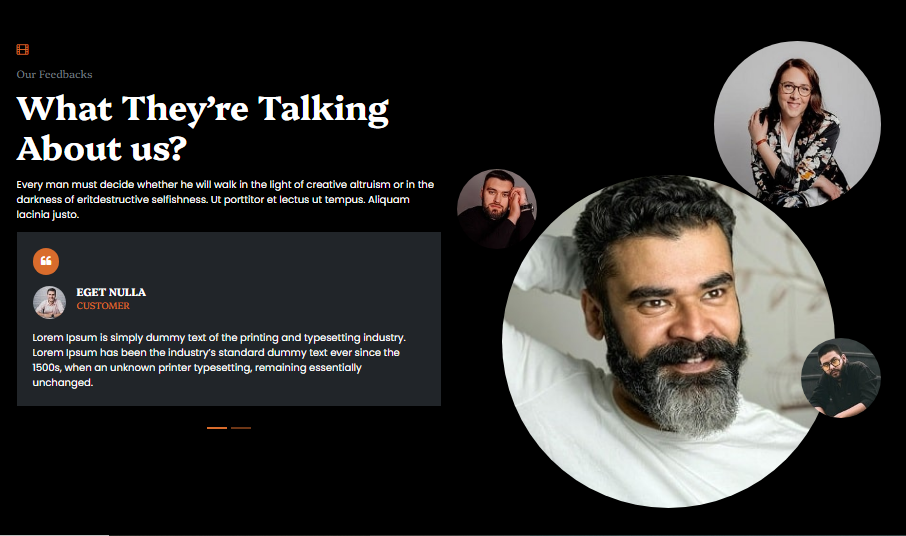 Our Feedbacks
What They’re Talking
About us?
Every man must decide whether he will walk in the light of creative altruism or in the
darkness of eritdestructive selfishness. Ut porttitor et lectus ut tempus. Aliquam
lacinia justo.
EGET NULLA
CUSTOMER
Lorem Ipsum is simply dummy text of the printing and typesetting industry.
Lorem Ipsum has been the industry’s standard dummy text ever since the
1500s, when an unknown printer typesetting, remaining essentially
unchanged.